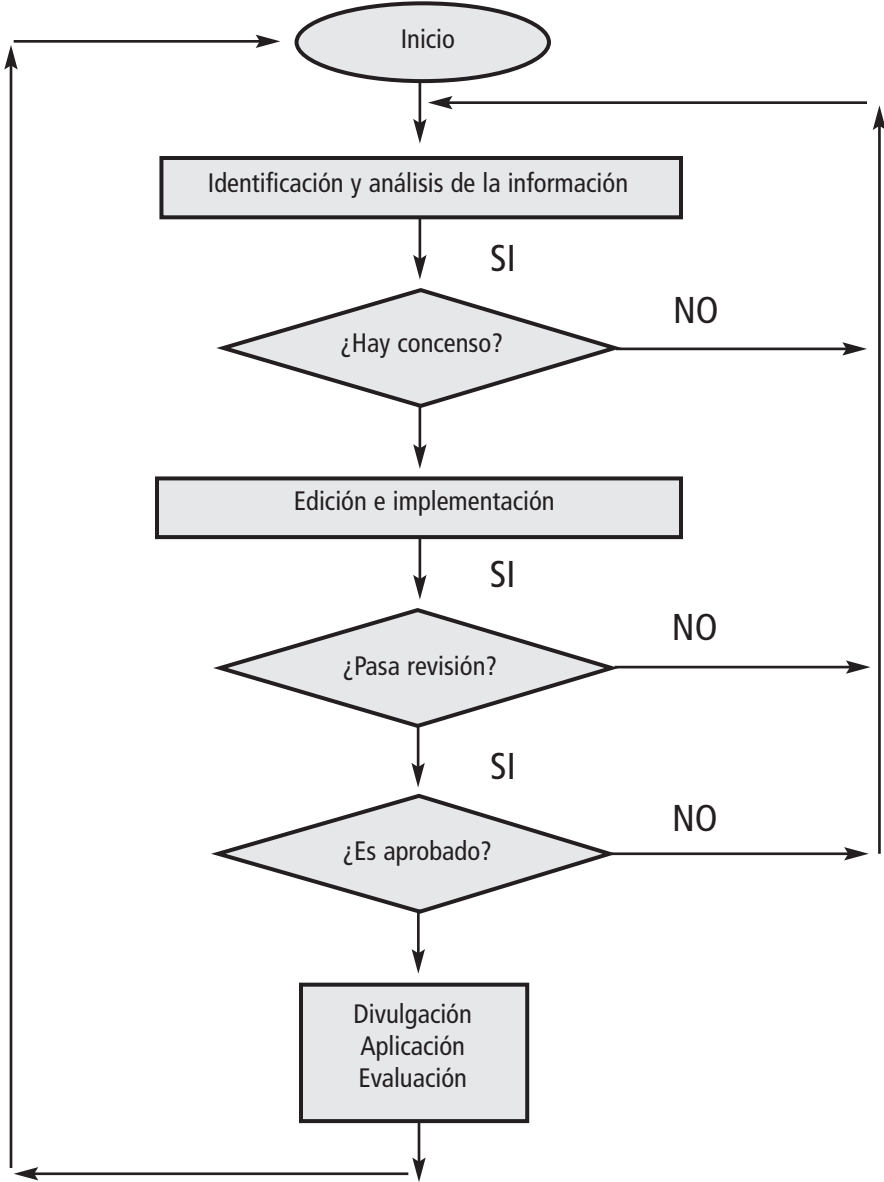 Inicio
Identificación y análisis de la información
SI
NO
¿Hay concenso?
Edición e implementación
SI
NO
¿Pasa revisión?
SI
NO
¿Es aprobado?
Divulgación
Aplicación
Evaluación